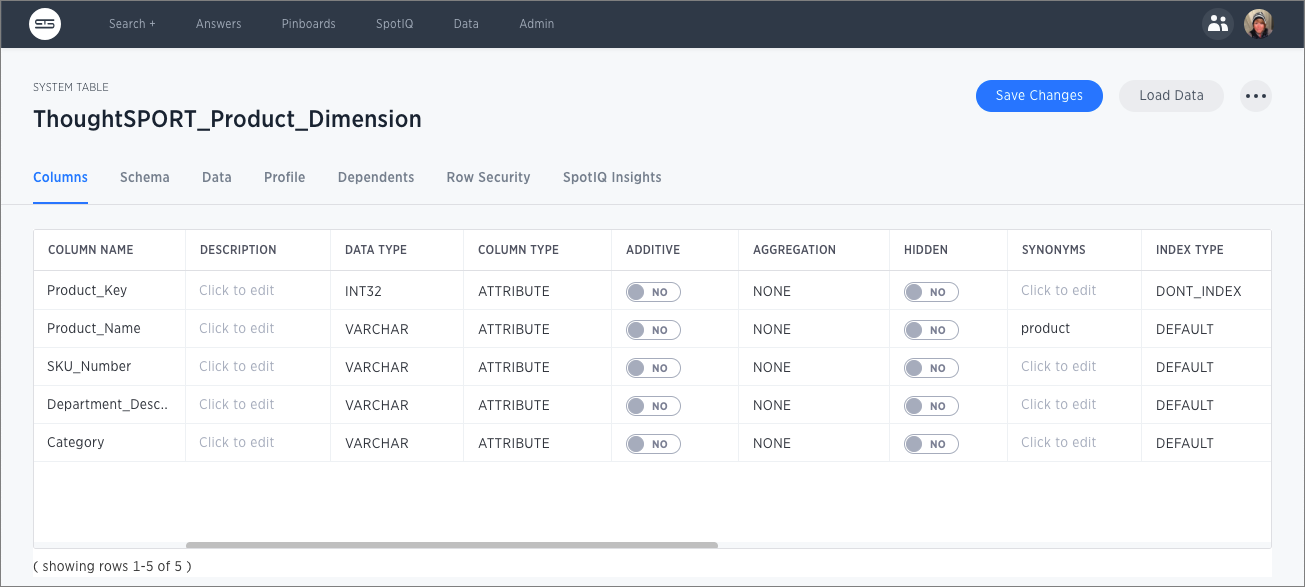 Search + Answers Pinboards SpotIQ Data Admin
SYSTEM TABLE
ThoughtSPORT_Product_Dimension
Save Changes Load Data
Columns Schema Data Profile Dependents Row Security SpotIQ Insights
COLUMN NAME DESCRIPTION DATA TYPE COLUMN TYPE ADDITIVE AGGREGATION HIDDEN SYNONYMS INDEX TYPE
Product_Key Click to edit INT32 ATTRIBUTE NO NONE NO Click to edit DONT_INDEX
Product_Name Click to edit VARCHAR ATTRIBUTE NO NONE NO product DEFAULT
SKU_Number Click to edit VARCHAR ATTRIBUTE NO NONE NO Click to edit DEFAULT
Department_Desc.. Click to edit VARCHAR ATTRIBUTE NO NONE NO Click to edit DEFAULT
Category Click to edit VARCHAR ATTRIBUTE NO NONE NO Click to edit DEFAULT
( showing rows 1-5 of 5 )